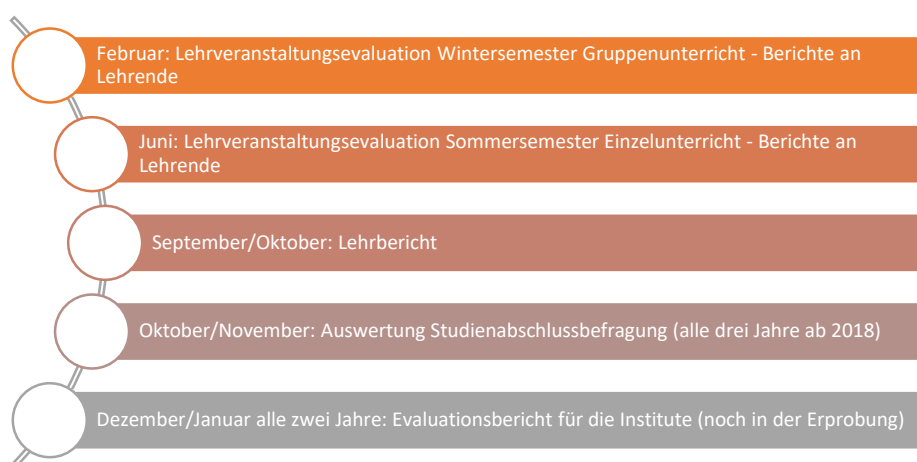 Februar: Lehrveranstaltungsevaluation Wintersemester Gruppenunterricht - Berichte an
Lehrende
Juni: Lehrveranstaltungsevaluation Sommersemester Einzelunterricht - Berichte an
Lehrende
September/Oktober: Lehrbericht
Oktober/November: Auswertung Studienabschlussbefragung (alle drei Jahre ab 2018)
Dezember/Januar alle zwei Jahre: Evaluationsbericht für die Institute (noch in der Erprobung)